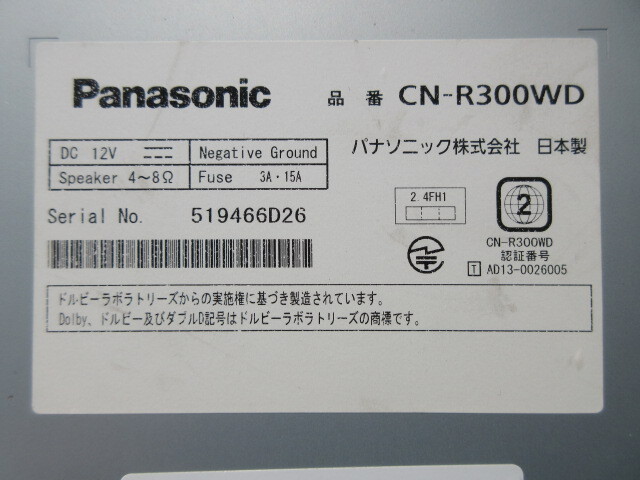 Panasonic 品番 CN-R300WD
DC 12V Negative Ground
Speaker 4~8Ω Fuse 3A・15A
パナソニック株式会社 日本製
Serial No. 519466D26
2.4FH1
2
CN-R300WD
認証番号
T AD13-0026005
ドルビーラボラトリーズからの実施権に基づき製造されています。
Dolby、ドルビー及びダブルD記号はドルビーラボラトリーズの商標です。